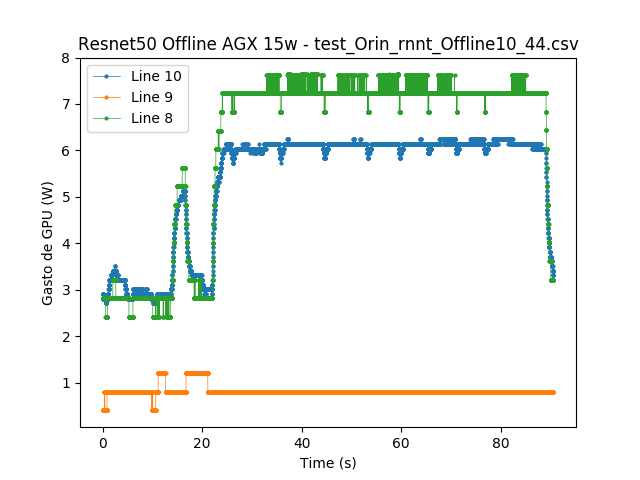 Resnet50 Offline AGX 15w - test_Orin_rnnt_Offline10_44.csv
8
7
6
5
4
3
2
1
Line 10
Line 9
Line 8
Gasto de GPU (W)
0
20
40
60
80
Time (s)